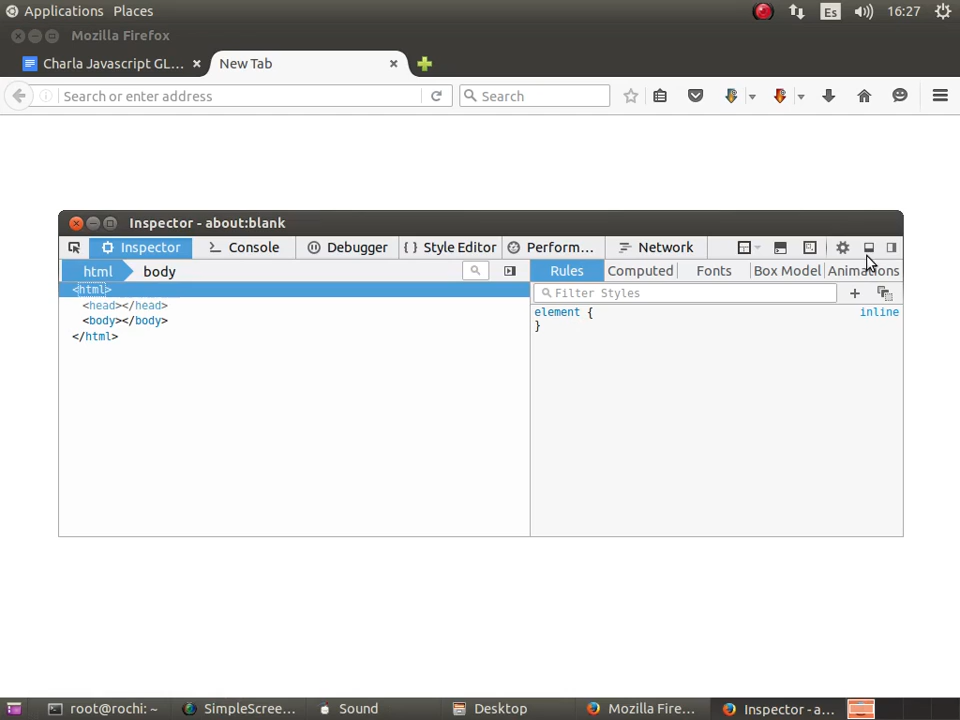 Applications Places Es 16:27
Mozilla Firefox
Charla Javascript GL... New Tab
Search or enter address Search
Inspector - about:blank
Inspector Console Debugger { } Style Editor Perform... Network
html body Rules Computed Fonts Box Model Animations
<html> Filter Styles +
<head></head> element { inline
<body></body> }
</html>
root@rochi: ~ SimpleScree... Sound Desktop Mozilla Fire... Inspector - a...